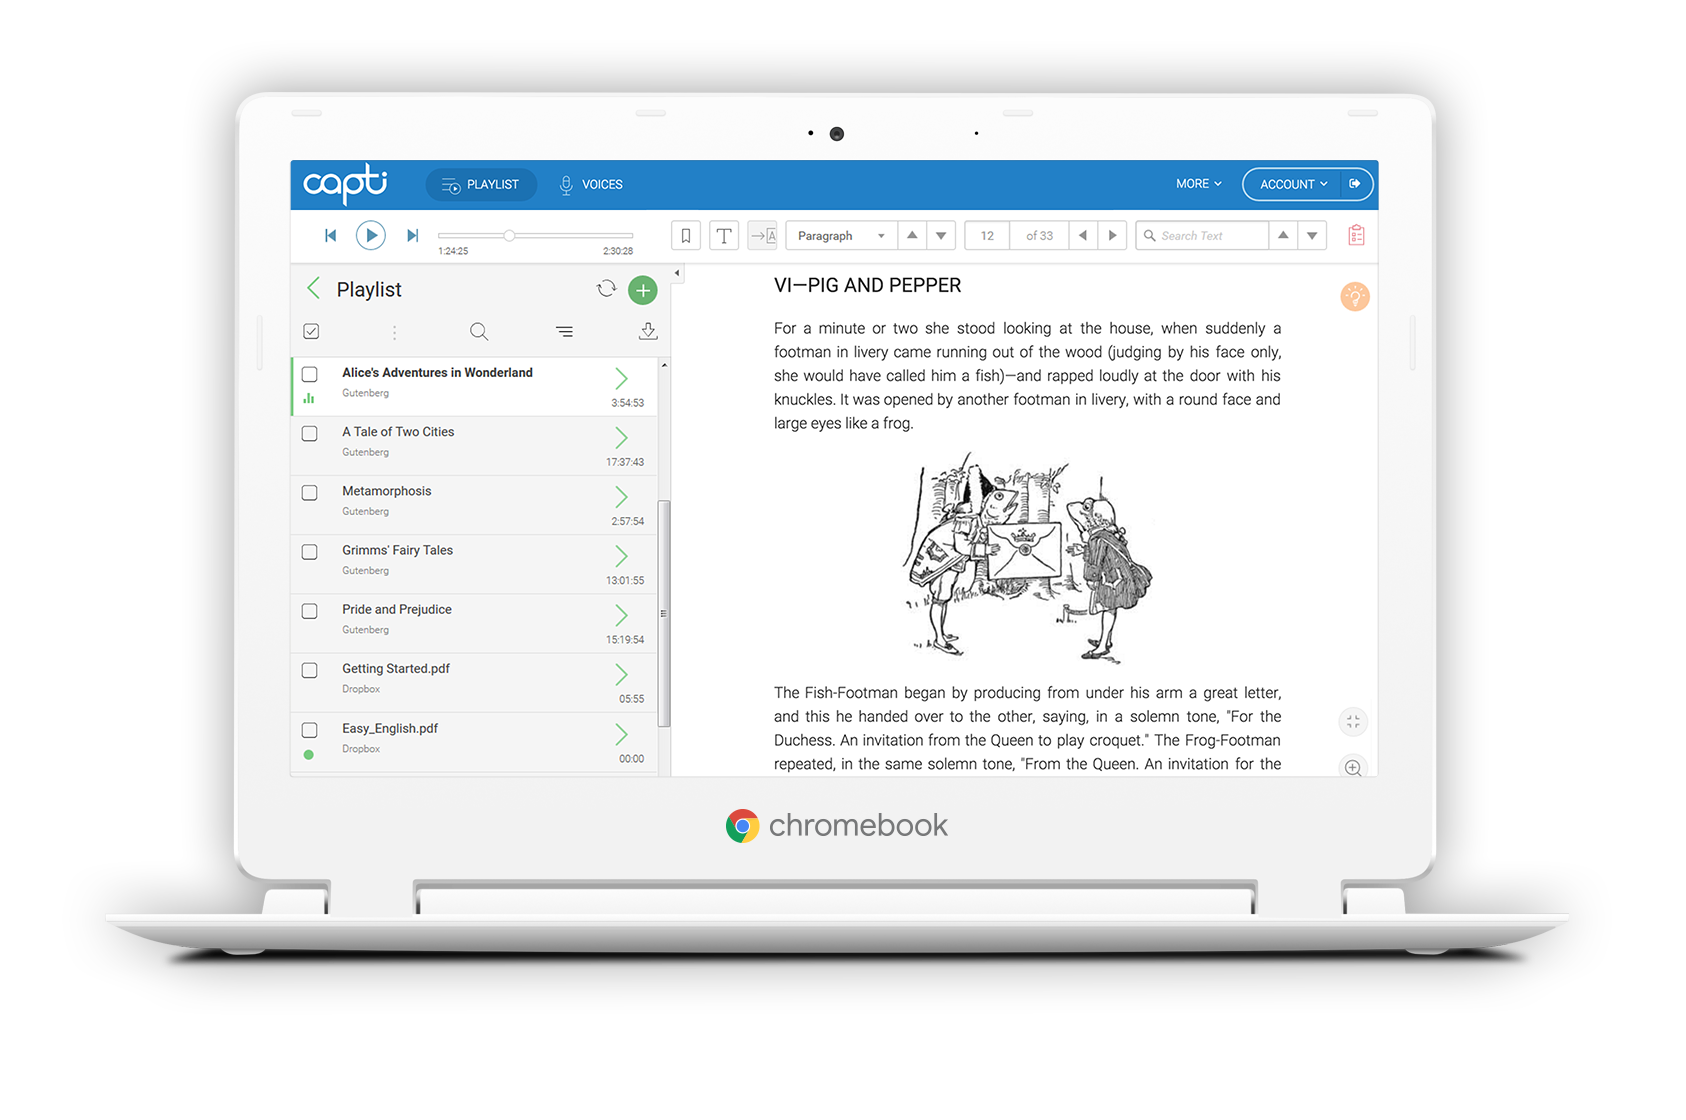 capti
PLAYLIST
VOICES
MORE
ACCOUNT
1:24:25
2:30:28
T
A
Paragraph
12
of 33
Search Text
Playlist
Alice's Adventures in Wonderland
Gutenberg
3:54:53
A Tale of Two Cities
Gutenberg
17:37:43
Metamorphosis
Gutenberg
2:57:54
Grimms' Fairy Tales
Gutenberg
13:01:55
Pride and Prejudice
Gutenberg
15:19:54
Getting Started.pdf
Dropbox
05:55
Easy_English.pdf
Dropbox
00:00
VI—PIG AND PEPPER
For a minute or two she stood looking at the house, when suddenly a
footman in livery came running out of the wood (judging by his face only,
she would have called him a fish)—and rapped loudly at the door with his
knuckles. It was opened by another footman in livery, with a round face and
large eyes like a frog.
The Fish-Footman began by producing from under his arm a great letter,
and this he handed over to the other, saying, in a solemn tone, "For the
Duchess. An invitation from the Queen to play croquet." The Frog-Footman
repeated, in the same solemn tone, "From the Queen. An invitation for the
chromebook